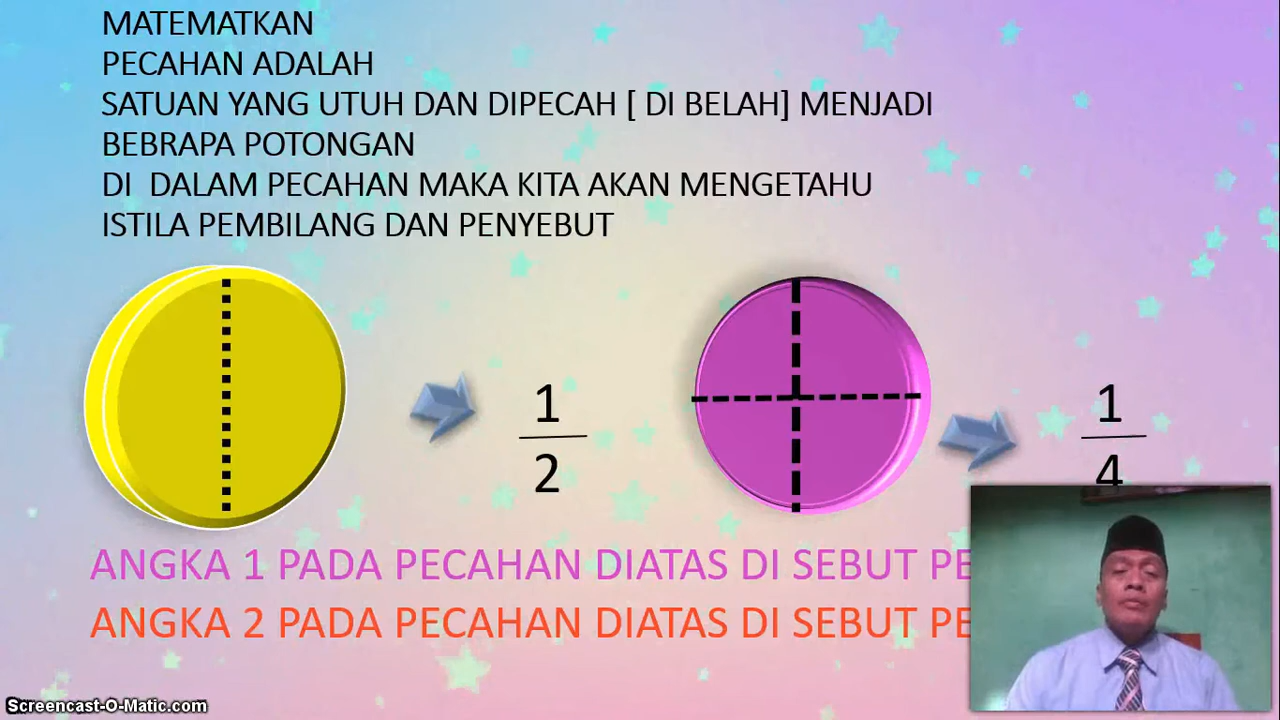 MATEMATKAN
PECAHAN ADALAH
SATUAN YANG UTUH DAN DIPECAH [ DI BELAH] MENJADI
BEBRAPA POTONGAN
DI DALAM PECAHAN MAKA KITA AKAN MENGETAHU
ISTILA PEMBILANG DAN PENYEBUT
1
2
1
4
ANGKA 1 PADA PECAHAN DIATAS DI SEBUT PE
ANGKA 2 PADA PECAHAN DIATAS DI SEBUT PE
Screencast-O-Matic.com